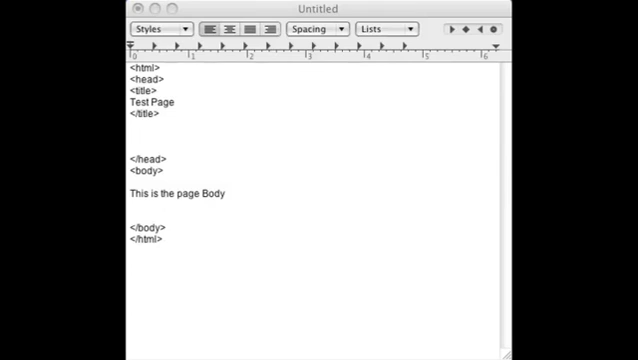 Untitled
Styles
Spacing
Lists
0 1 2 3 4 5 6
<html>
<head>
<title>
Test Page
</title>
</head>
<body>
This is the page Body
</body>
</html>